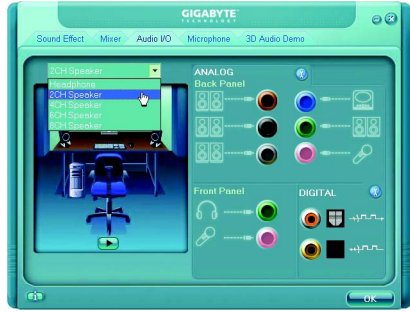 GIGABYTE
TECHNOLOGY
Sound Effect Mixer Audio I/O Microphone 3D Audio Demo
2CH Speaker
Headphone
2CH Speaker
4CH Speaker
6CH Speaker
8CH Speaker
ANALOG
Back Panel
Front Panel
DIGITAL
OK